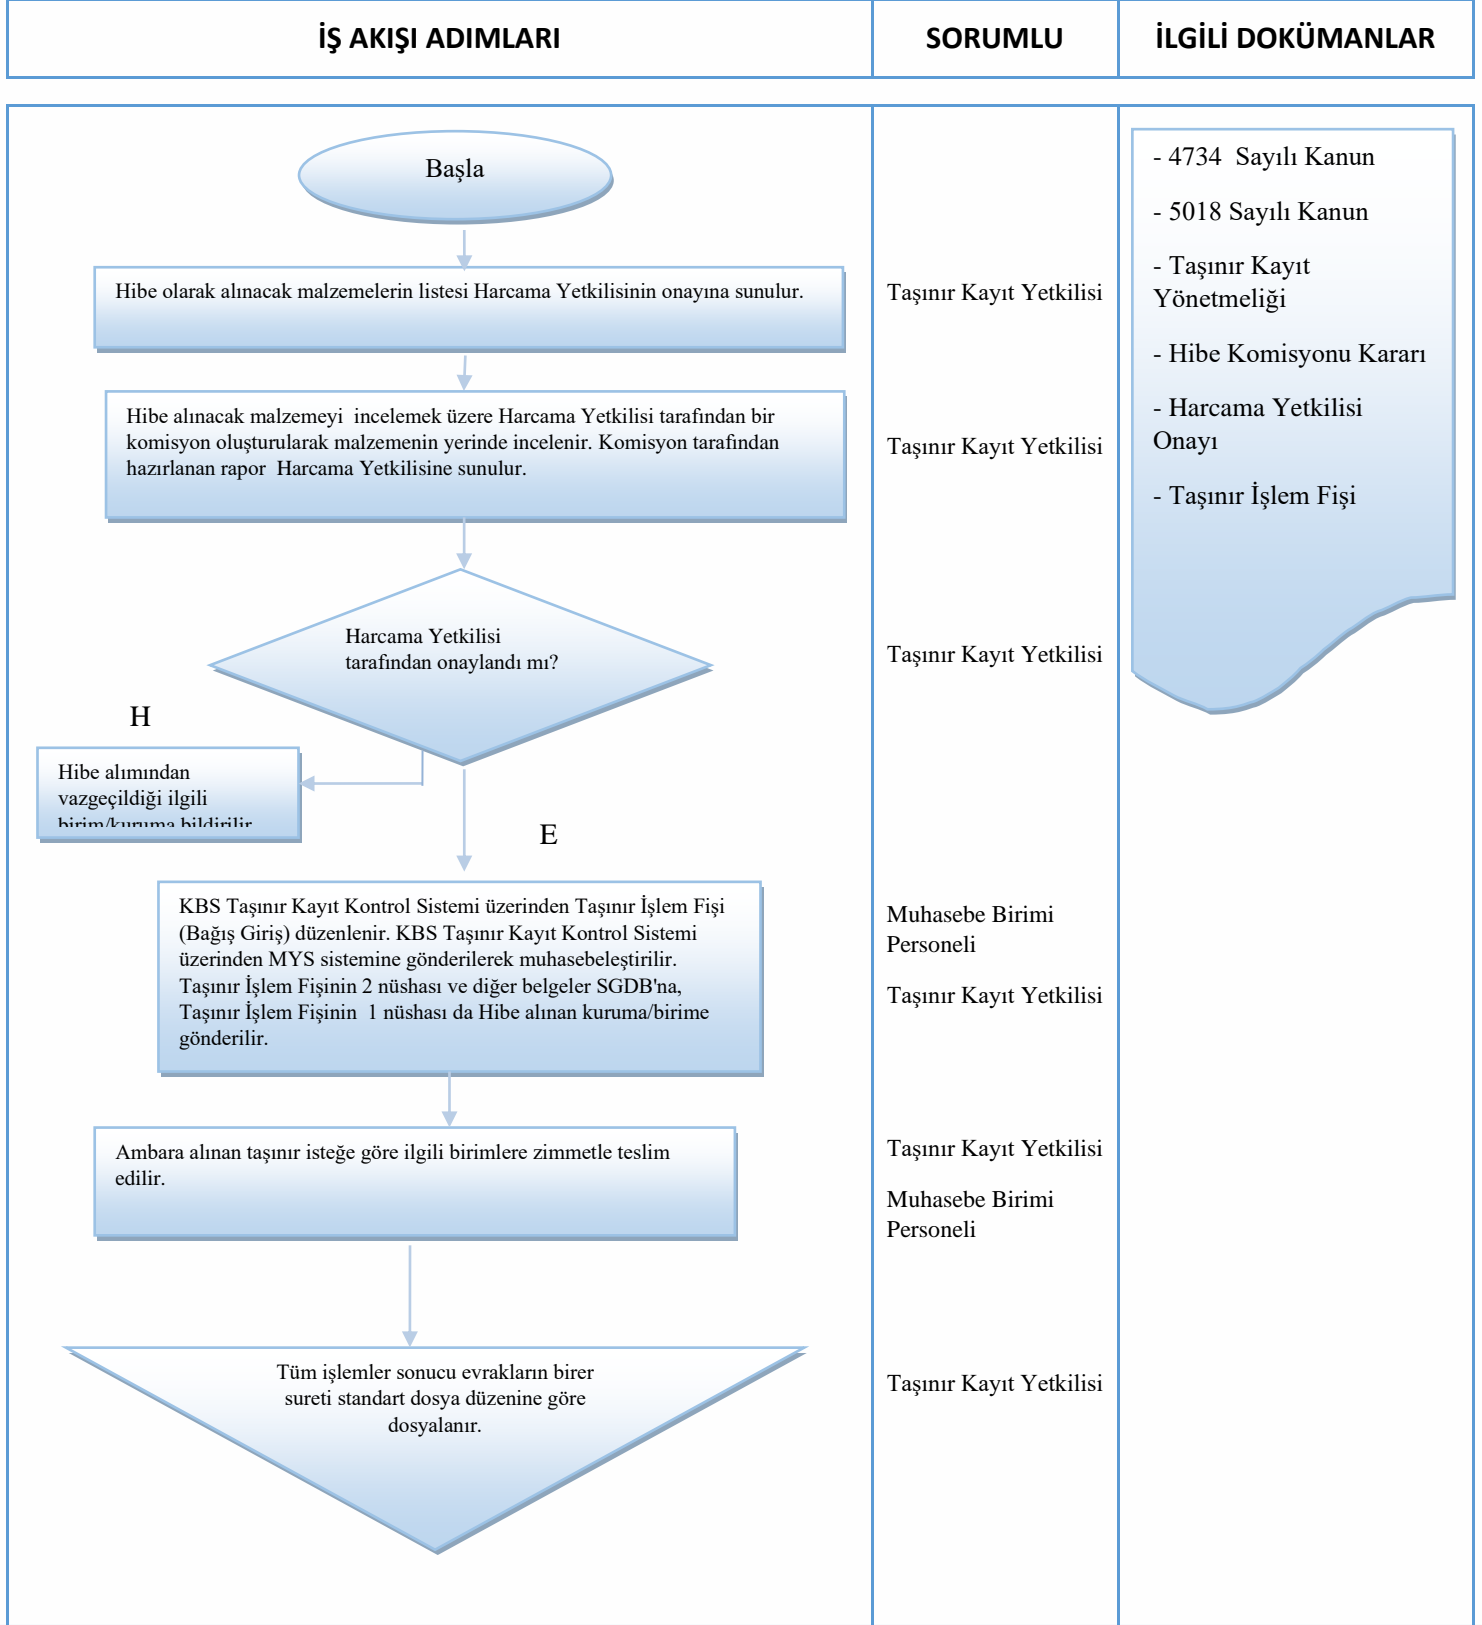 İŞ AKIŞI ADIMLARI
SORUMLU
İLGİLİ DOKÜMANLAR
Başla
Hibe olarak alınacak malzemelerin listesi Harcama Yetkilisinin onayına sunulur.
Taşınır Kayıt Yetkilisi
Hibe alınacak malzemeyi  incelemek üzere Harcama Yetkilisi tarafından bir
komisyon oluşturularak malzemenin yerinde incelenir. Komisyon tarafından
hazırlanan rapor  Harcama Yetkilisine sunulur.
Taşınır Kayıt Yetkilisi
Harcama Yetkilisi
tarafından onaylandı mı?
Taşınır Kayıt Yetkilisi
H
Hibe alımından
vazgeçildiği ilgili
birim/kuruma bildirilir
E
KBS Taşınır Kayıt Kontrol Sistemi üzerinden Taşınır İşlem Fişi
(Bağış Giriş) düzenlenir. KBS Taşınır Kayıt Kontrol Sistemi
üzerinden MYS sistemine gönderilerek muhasebeleştirilir.
Taşınır İşlem Fişinin 2 nüshası ve diğer belgeler SGDB'na,
Taşınır İşlem Fişinin  1 nüshası da Hibe alınan kuruma/birime
gönderilir.
Muhasebe Birimi
Personeli
Taşınır Kayıt Yetkilisi
Ambara alınan taşınır isteğe göre ilgili birimlere zimmetle teslim
edilir.
Taşınır Kayıt Yetkilisi
Muhasebe Birimi
Personeli
Tüm işlemler sonucu evrakların birer
sureti standart dosya düzenine göre
dosyalanır.
Taşınır Kayıt Yetkilisi
- 4734  Sayılı Kanun
- 5018 Sayılı Kanun
- Taşınır Kayıt
Yönetmeliği
- Hibe Komisyonu Kararı
- Harcama Yetkilisi
Onayı
- Taşınır İşlem Fişi